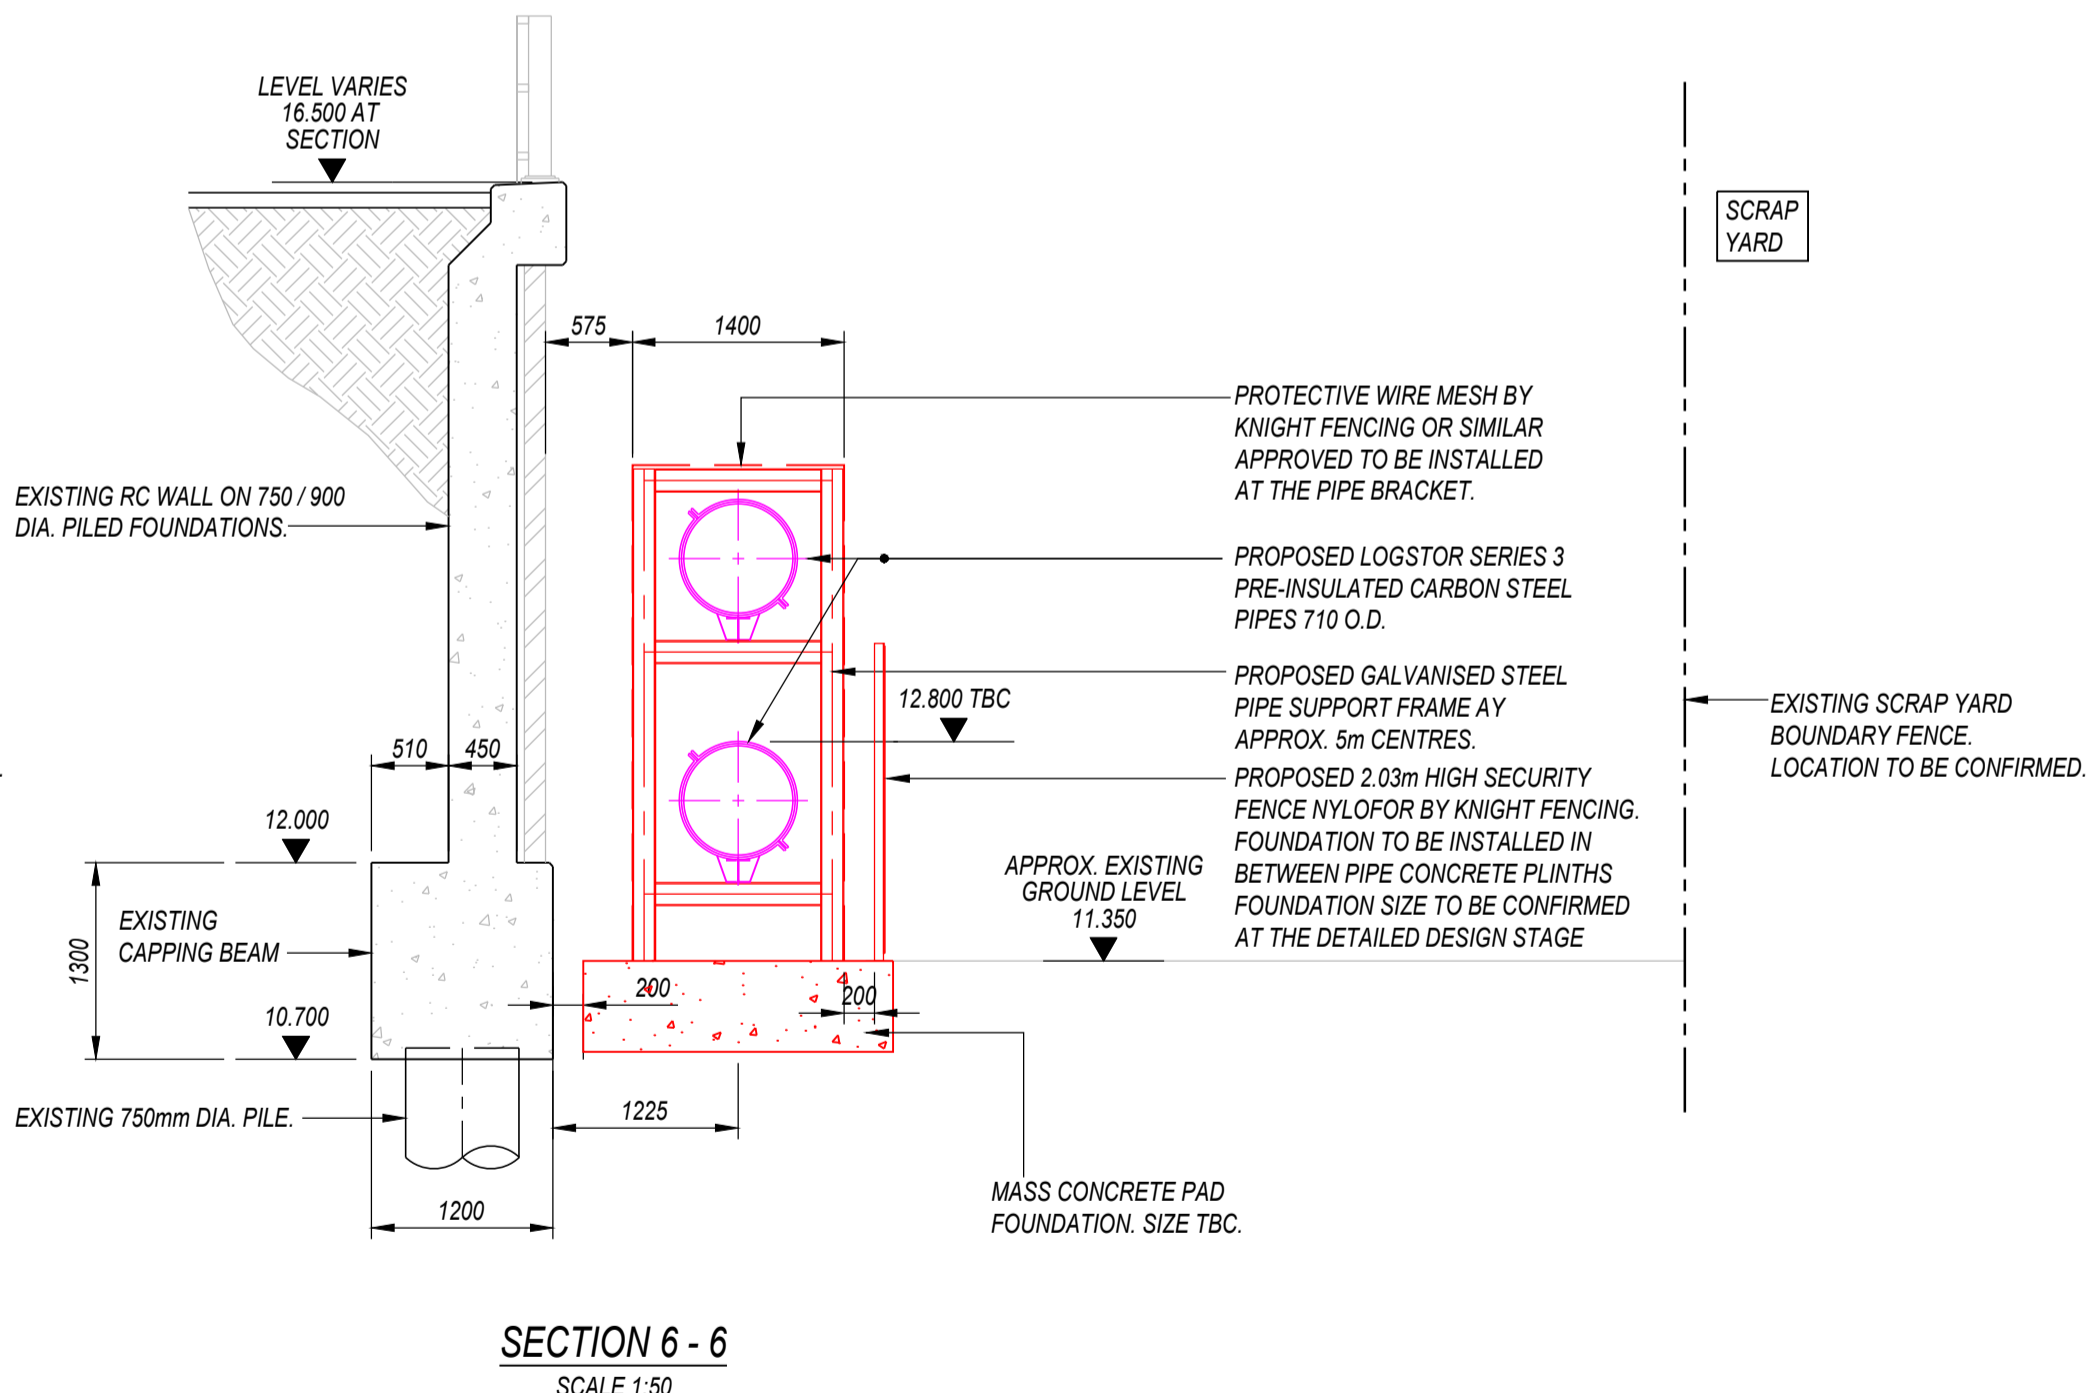 LEVEL VARIES
16.500 AT
SECTION
SCRAP
YARD
575
1400
PROTECTIVE WIRE MESH BY
KNIGHT FENCING OR SIMILAR
APPROVED TO BE INSTALLED
AT THE PIPE BRACKET.
EXISTING RC WALL ON 750 / 900
DIA. PILED FOUNDATIONS.
PROPOSED LOGSTOR SERIES 3
PRE-INSULATED CARBON STEEL
PIPES 710 O.D.
PROPOSED GALVANISED STEEL
PIPE SUPPORT FRAME AY
APPROX. 5m CENTRES.
12.800 TBC
EXISTING SCRAP YARD
BOUNDARY FENCE.
LOCATION TO BE CONFIRMED.
510
450
PROPOSED 2.03m HIGH SECURITY
FENCE NYLOFOR BY KNIGHT FENCING.
FOUNDATION TO BE INSTALLED IN
BETWEEN PIPE CONCRETE PLINTHS
FOUNDATION SIZE TO BE CONFIRMED
AT THE DETAILED DESIGN STAGE
12.000
APPROX. EXISTING
GROUND LEVEL
11.350
EXISTING
CAPPING BEAM
1300
200
200
10.700
EXISTING 750mm DIA. PILE.
1225
1200
MASS CONCRETE PAD
FOUNDATION. SIZE TBC.
SECTION 6 - 6
SCALE 1:50